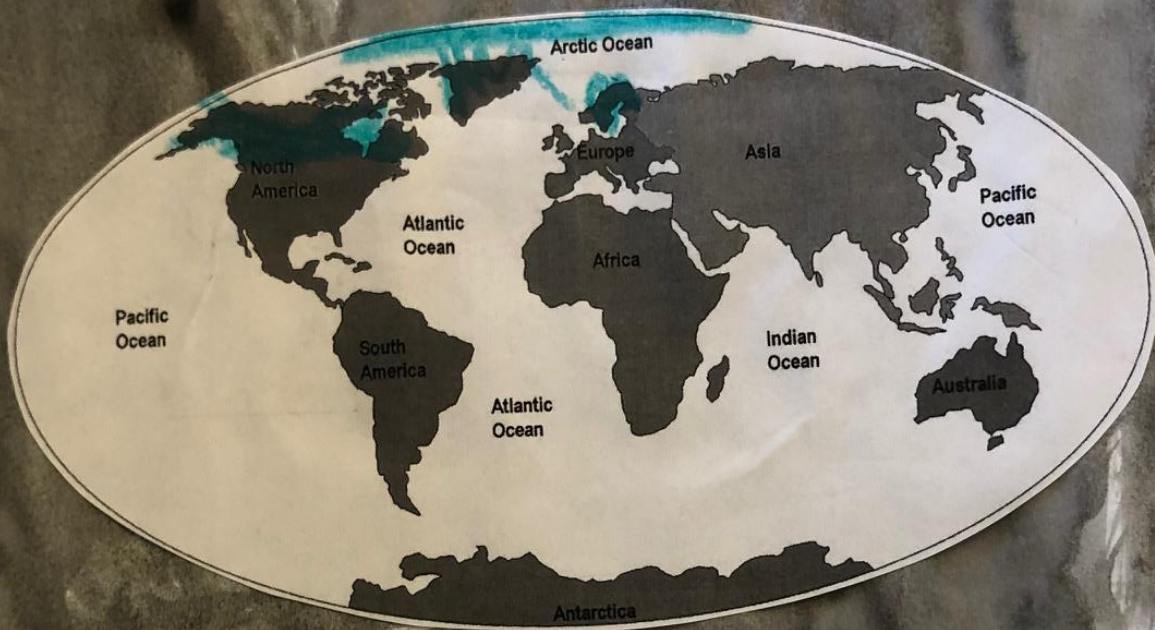 Arctic Ocean
North
America
Europe
Asia
Atlantic
Ocean
Pacific
Ocean
Africa
Pacific
Ocean
South
America
Indian
Ocean
Australia
Atlantic
Ocean
Antarctica